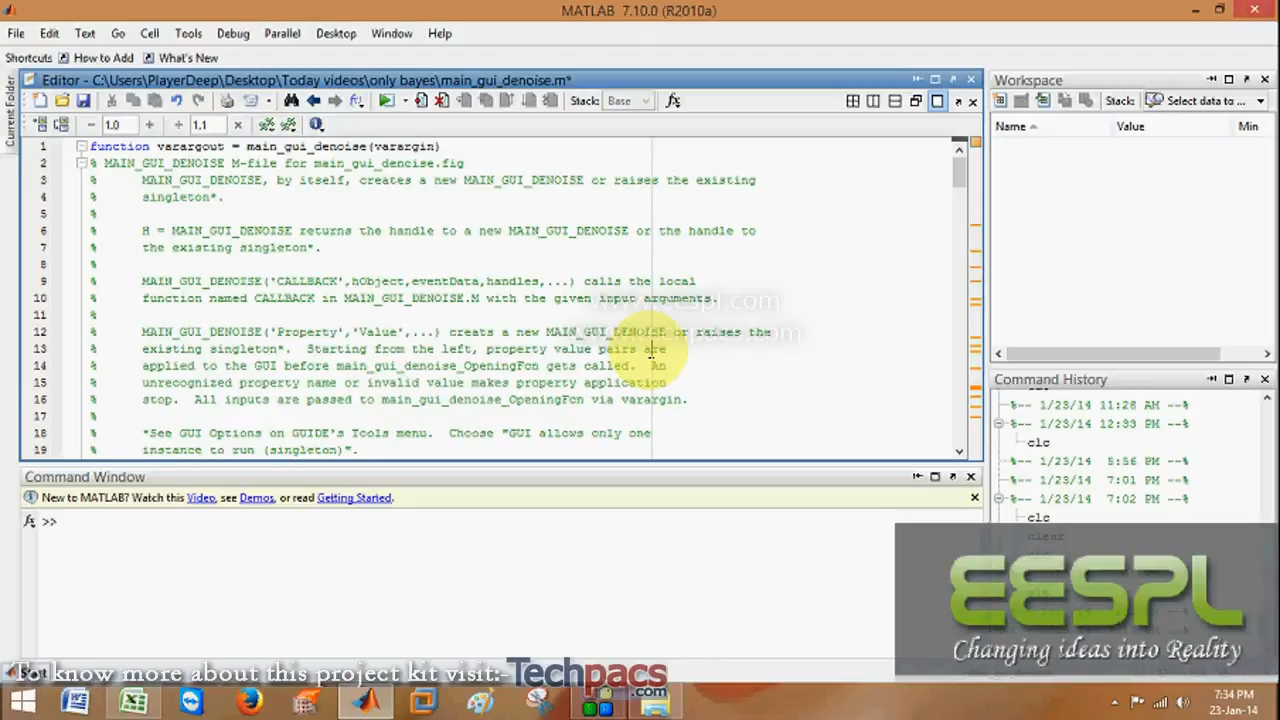 MATLAB 7.10.0 (R2010a)
File Edit Text Go Cell Tools Debug Parallel Desktop Window Help
Shortcuts How to Add What's New
Current Folder
Editor - C:\Users\PlayerDeep\Desktop\Today videos\only bayes\main_gui_denoise.m*
Stack: Base
fx
1.0 1.1
1 function varargout = main_gui_denoise(varargin)
2 % MAIN_GUI_DENOISE M-file for main_gui_denoise.fig
3 % MAIN_GUI_DENOISE, by itself, creates a new MAIN_GUI_DENOISE or raises the existing
4 % singleton*.
5 %
6 % H = MAIN_GUI_DENOISE returns the handle to a new MAIN_GUI_DENOISE or the handle to
7 % the existing singleton*.
8 %
9 % MAIN_GUI_DENOISE('CALLBACK',hObject,eventData,handles,...) calls the local
10 % function named CALLBACK in MAIN_GUI_DENOISE.M with the given input arguments.
11 %
12 % MAIN_GUI_DENOISE('Property','Value',...) creats a new MAIN_GUI_DENOISE or raises the
13 % existing singleton*. Starting from the left, property value pairs are
14 % applied to the GUI before main_gui_denoise_OpeningFcn gets called. An
15 % unrecognized property name or invalid value makes property application
16 % stop. All inputs are passed to main_gui_denoise_OpeningFcn via varargin.
17 %
18 % *See GUI Options on GUIDE's Tools menu. Choose "GUI allows only one
19 % instance to run (singleton)".
www.eespl.com
www.techpacs.com
Workspace
Stack: Select data to ...
Name Value Min
Command History
%-- 1/23/14 11:28 AM --%
%-- 1/23/14 12:33 PM --%
clc
%-- 1/23/14 5:56 PM --%
%-- 1/23/14 7:01 PM --%
%-- 1/23/14 7:02 PM --%
clc
clear
Command Window
New to MATLAB? Watch this Video, see Demos, or read Getting Started.
fx >>
EESPL
Changing ideas into Reality
Start
To know more about this project kit visit:- Techpacs
.com
7:34 PM
23-Jan-14